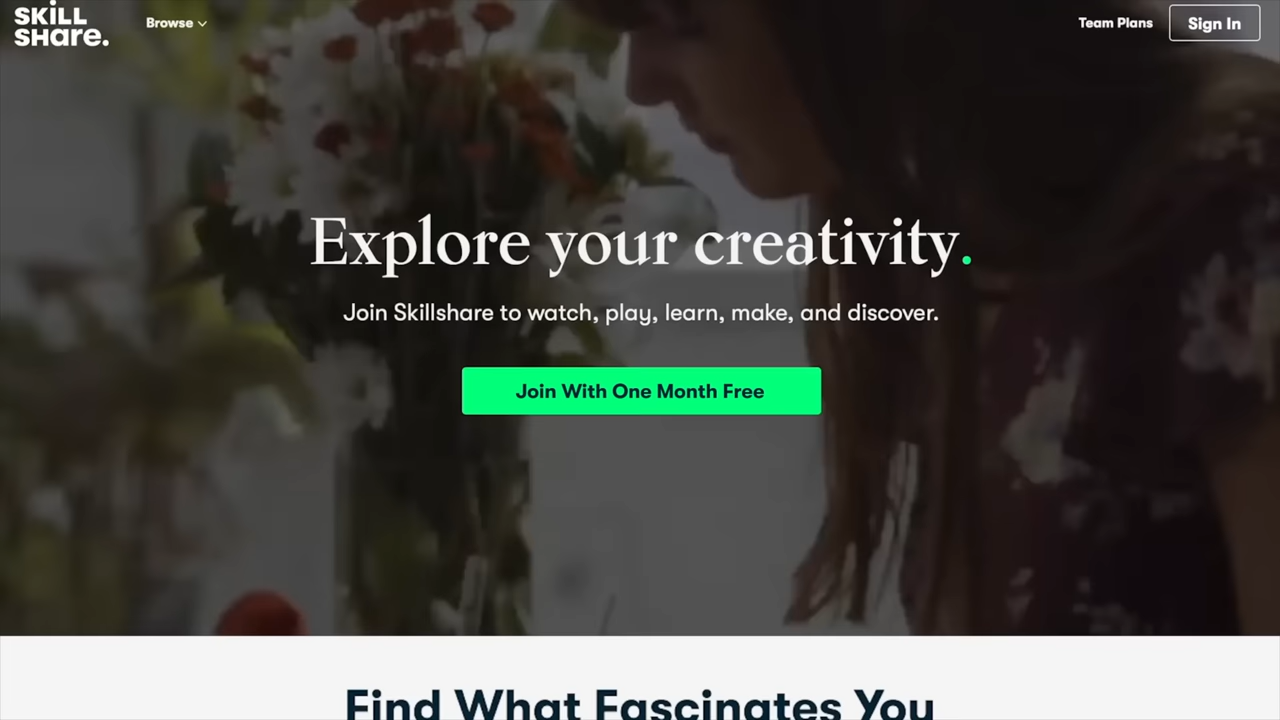 SKILL
SHare.
Browse
Team Plans
Sign In
Explore your creativity.
Join Skillshare to watch, play, learn, make, and discover.
Join With One Month Free
Find What Fascinates You